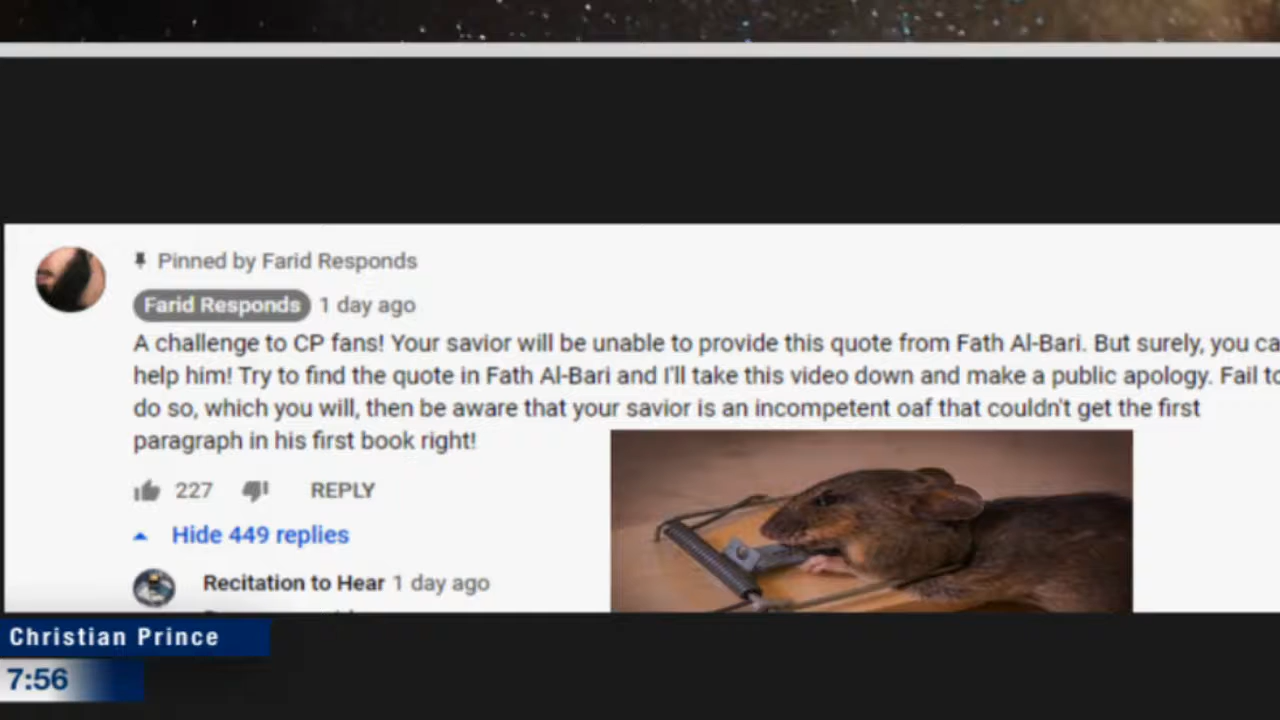 Pinned by Farid Responds
Farid Responds 1 day ago
A challenge to CP fans! Your savior will be unable to provide this quote from Fath Al-Bari. But surely, you ca
help him! Try to find the quote in Fath Al-Bari and I'll take this video down and make a public apology. Fail to
do so, which you will, then be aware that your savior is an incompetent oaf that couldn't get the first
paragraph in his first book right!
227 REPLY
Hide 449 replies
Recitation to Hear 1 day ago
Christian Prince
7:56